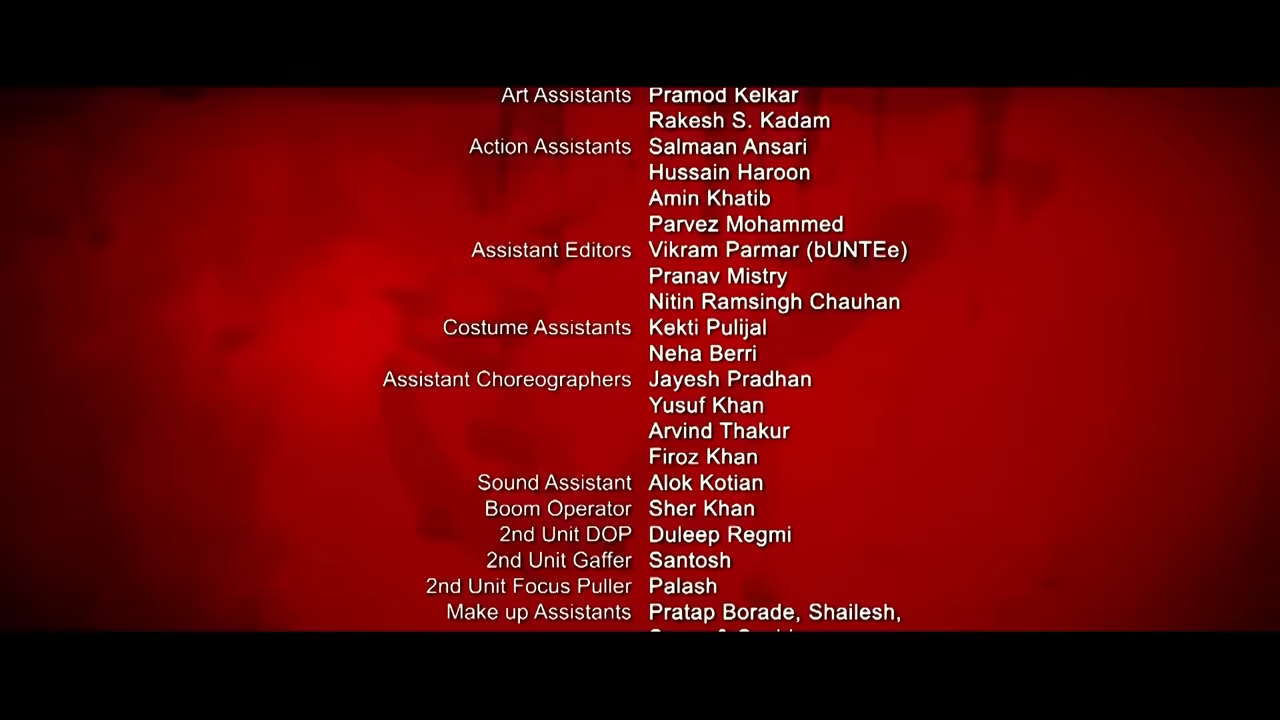 Art Assistants Pramod Kelkar
Rakesh S. Kadam
Action Assistants Salmaan Ansari
Hussain Haroon
Amin Khatib
Parvez Mohammed
Assistant Editors Vikram Parmar (bUNTEe)
Pranav Mistry
Nitin Ramsingh Chauhan
Costume Assistants Kekti Pulijal
Neha Berri
Assistant Choreographers Jayesh Pradhan
Yusuf Khan
Arvind Thakur
Firoz Khan
Sound Assistant Alok Kotian
Boom Operator Sher Khan
2nd Unit DOP Duleep Regmi
2nd Unit Gaffer Santosh
2nd Unit Focus Puller Palash
Make up Assistants Pratap Borade, Shailesh,